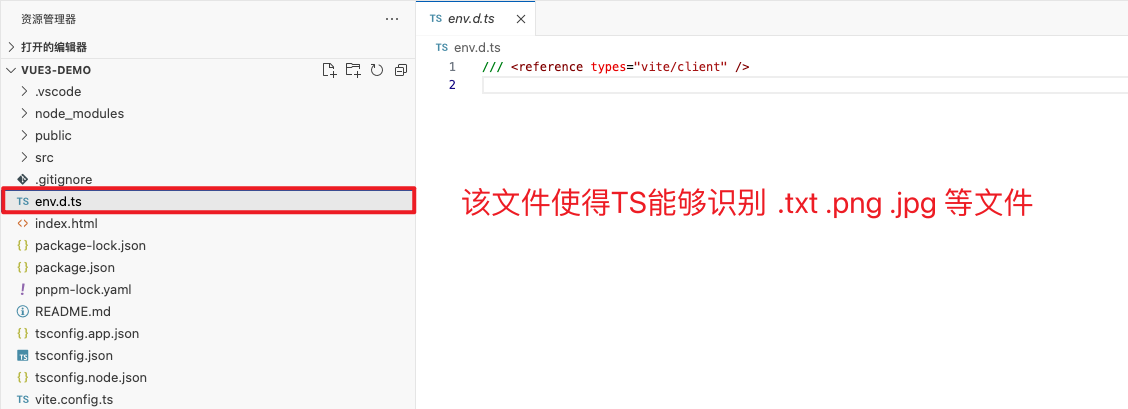 资源管理器
打开的编辑器
VUE3-DEMO
.vscode
node_modules
public
src
.gitignore
TS env.d.ts
index.html
package-lock.json
package.json
pnpm-lock.yaml
README.md
tsconfig.app.json
TS tsconfig.json
tsconfig.node.json
TS vite.config.ts
TS env.d.ts
TS env.d.ts
1 /// <reference types="vite/client" />
2
该文件使得TS能够识别 .txt .png .jpg 等文件